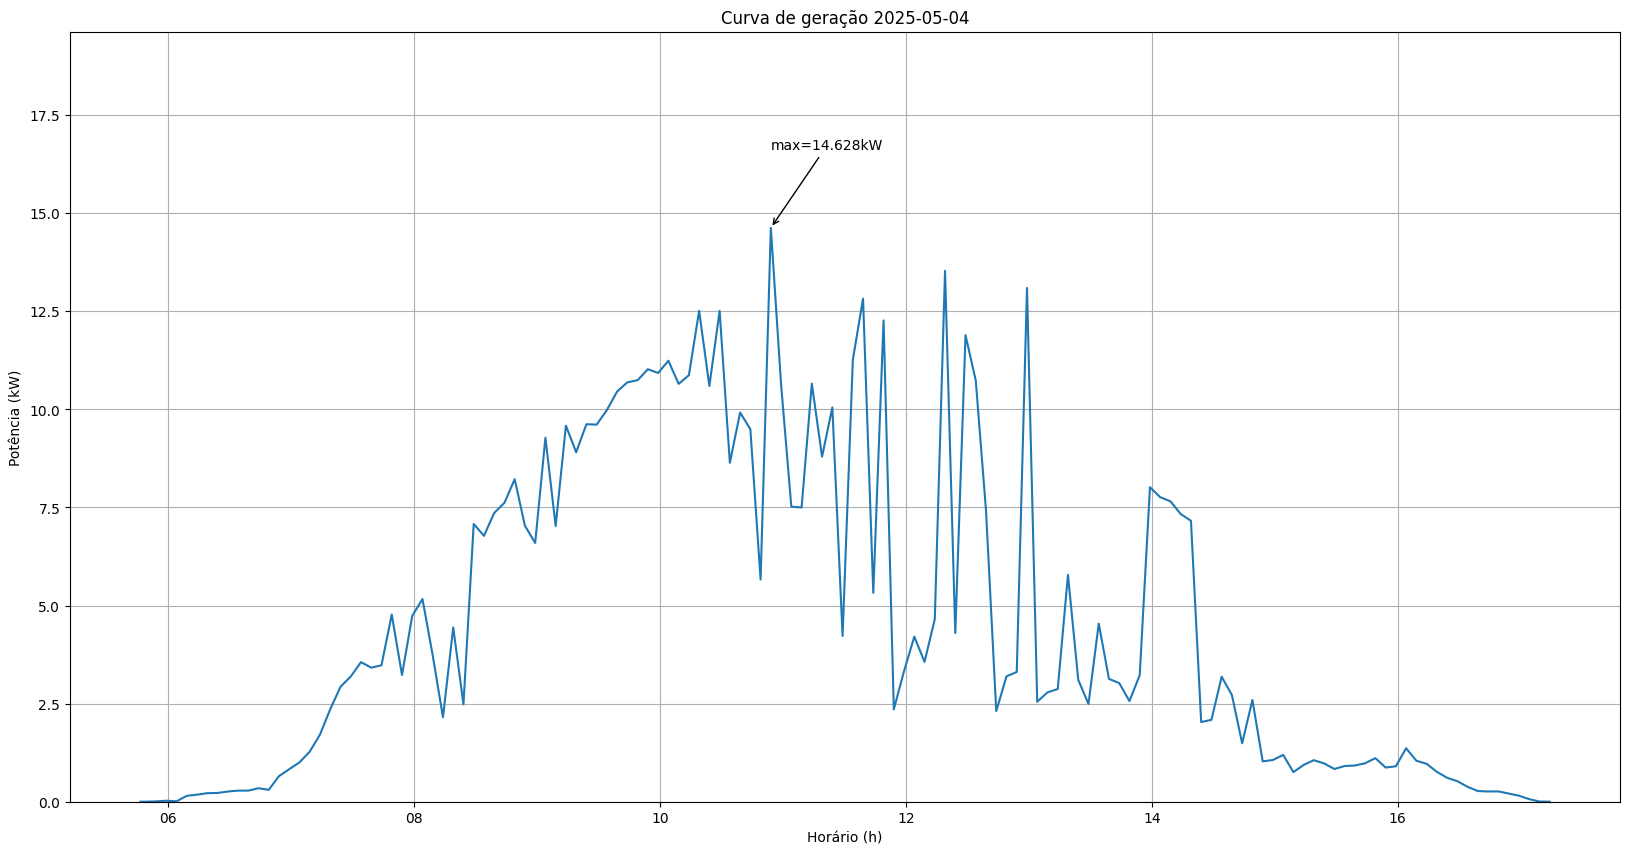 Curva de geração 2025-05-04
17.5
max=14.628kW
15.0
12.5
10.0
Potência (kW)
7.5
5.0
2.5
0.0
06 08 10 12 14 16
Horário (h)